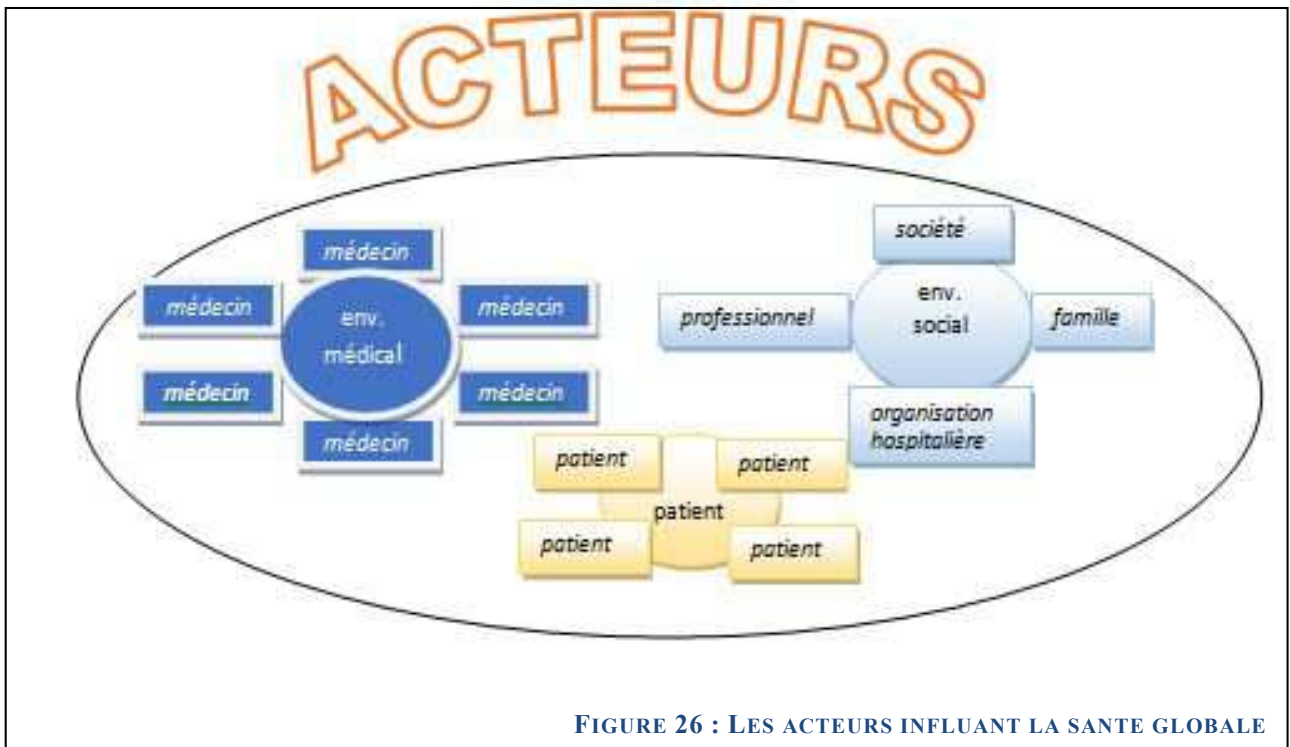 ACTEURS
médecin
médecin
médecin
env.
médical
médecin
médecin
médecin
société
env.
social
professionnel
famille
organisation
hospitalière
patient
patient
patient
patient
patient
FIGURE 26 : LES ACTEURS INFLUANT LA SANTE GLOBALE